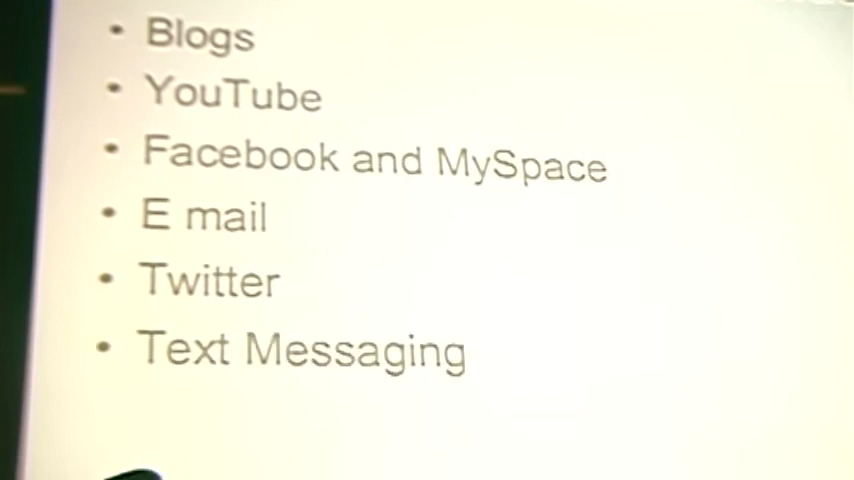 • Blogs
• YouTube
• Facebook and MySpace
• E mail
• Twitter
• Text Messaging